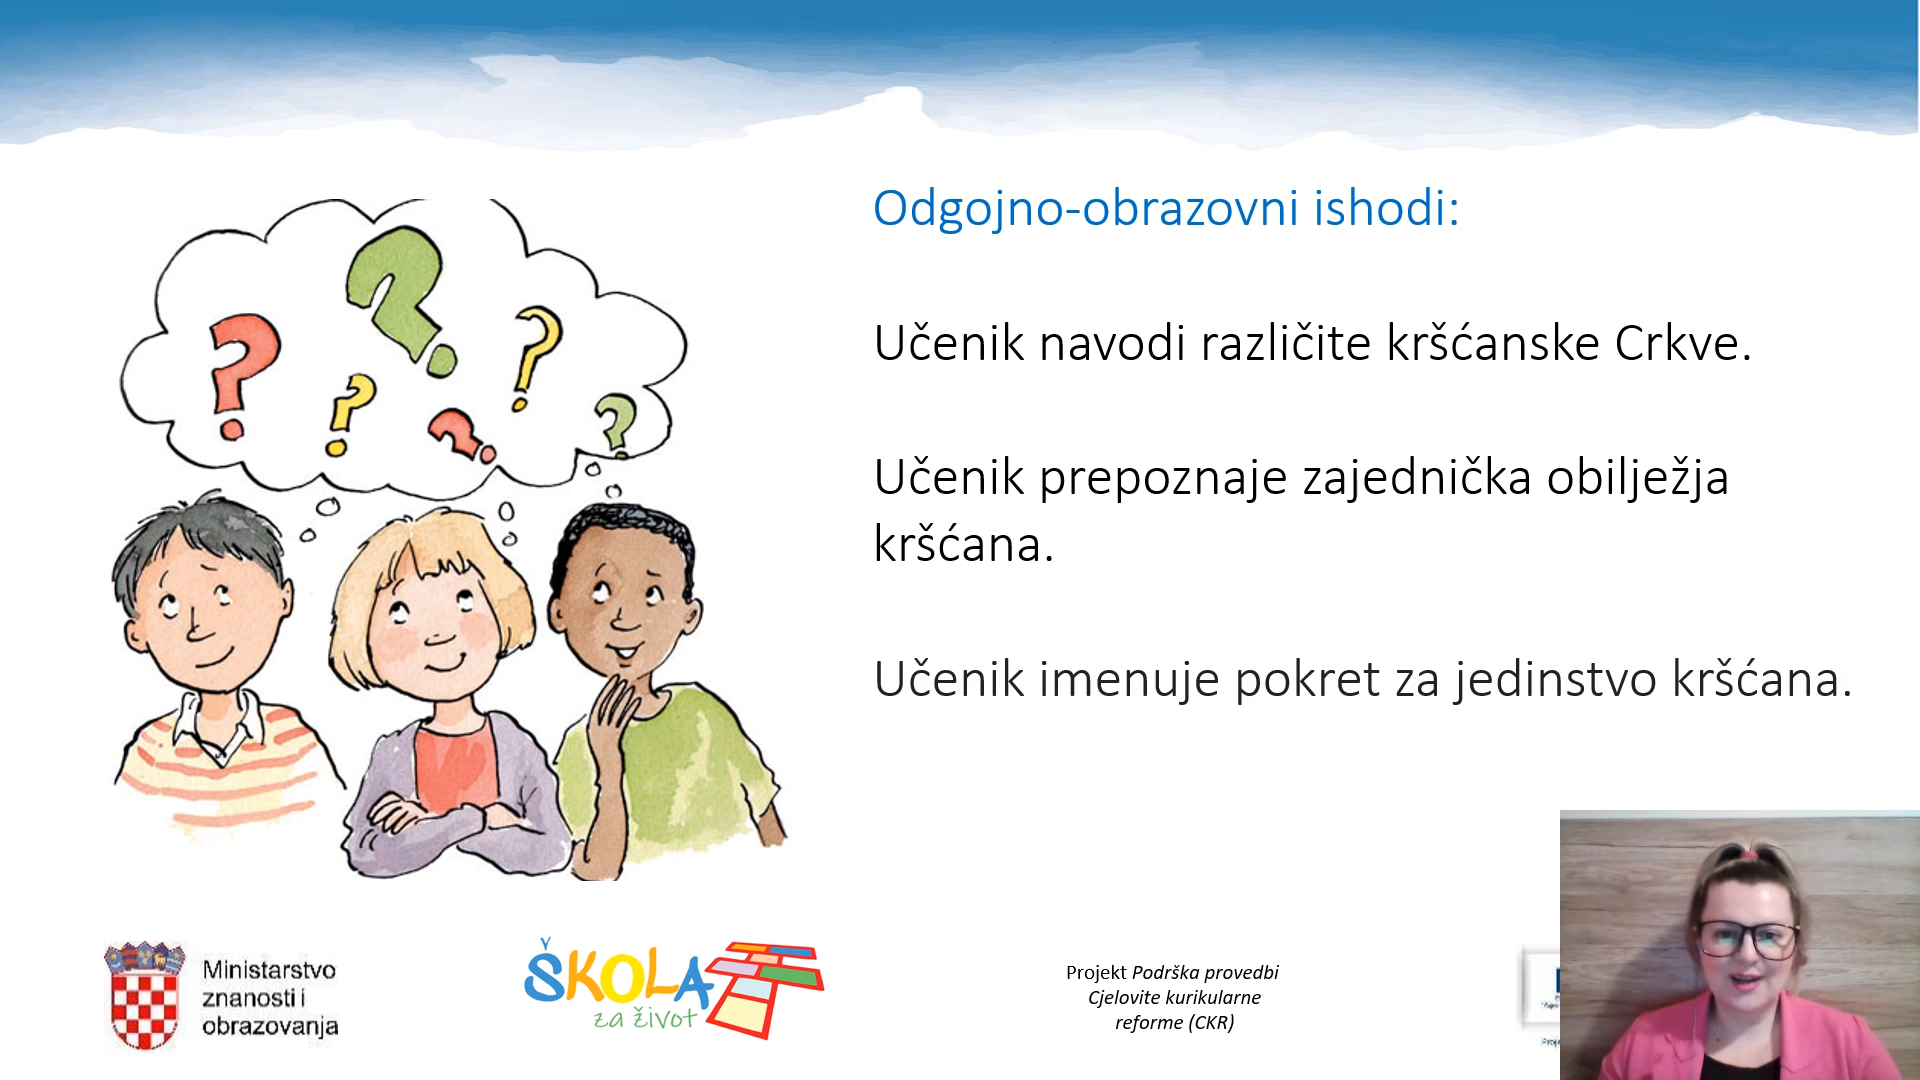 Odgojno-obrazovni ishodi:
Učenik navodi različite kršćanske Crkve.
Učenik prepoznaje zajednička obilježja
kršćana.
Učenik imenuje pokret za jedinstvo kršćana.
Ministarstvo
znanosti i
obrazovanja
ŠKOLA
za život
Projekt Podrška provedbi
Cjelovite kurikularne
reforme (CKR)